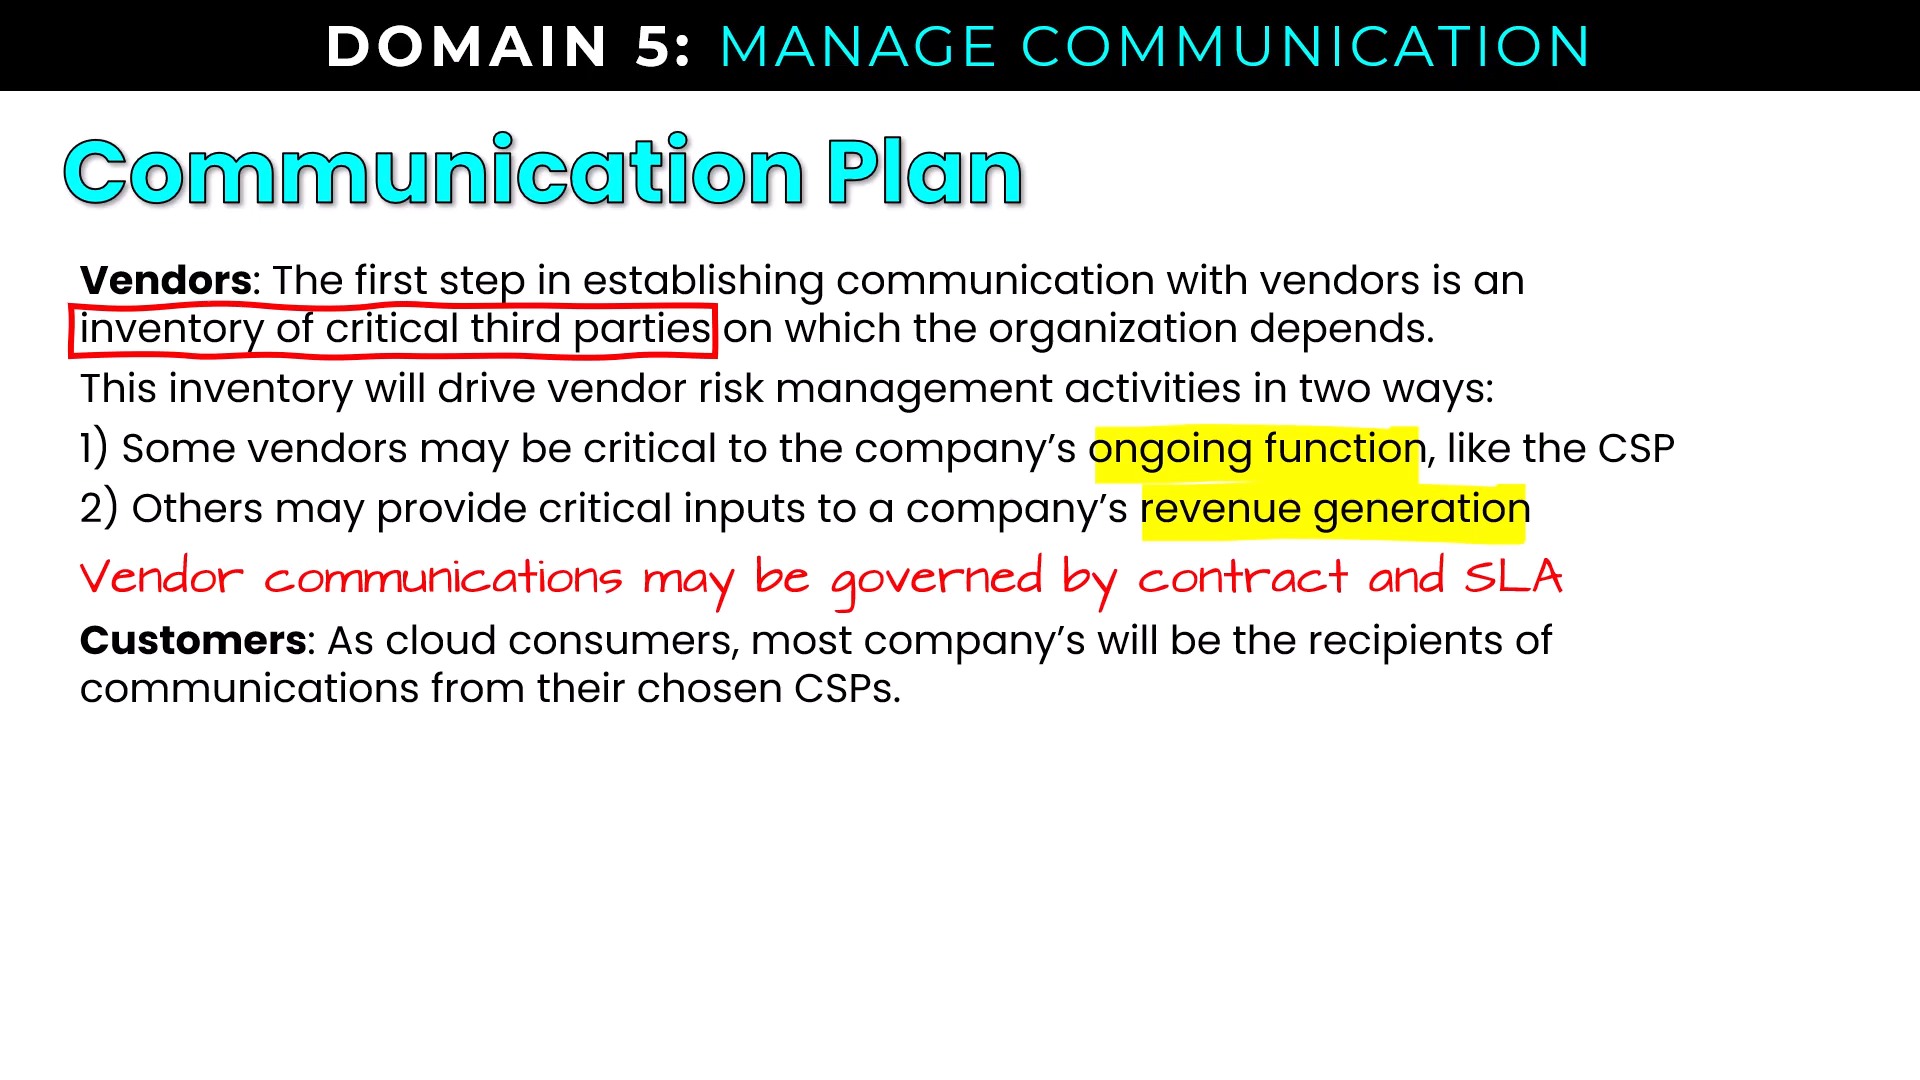 DOMAIN 5: MANAGE COMMUNICATION
Communication Plan
Vendors: The first step in establishing communication with vendors is an
inventory of critical third parties on which the organization depends.
This inventory will drive vendor risk management activities in two ways:
1) Some vendors may be critical to the company’s ongoing function, like the CSP
2) Others may provide critical inputs to a company’s revenue generation
Vendor communications may be governed by contract and SLA
Customers: As cloud consumers, most company’s will be the recipients of
communications from their chosen CSPs.